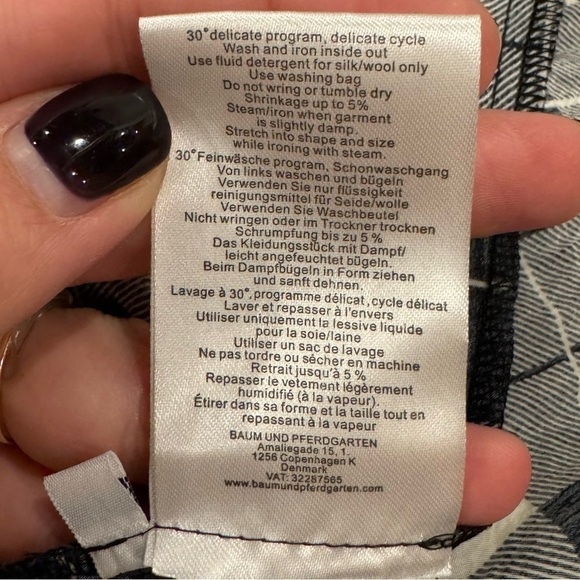 30° delicate program, delicate cycle
Wash and iron inside out
Use fluid detergent for silk/wool only
Use washing bag
Do not wring or tumble dry
Shrinkage up to 5%
Steam/iron when garment
is slightly damp.
Stretch into shape and size
while ironing with steam.
30°Feinwäsche program, Schonwaschgang
Von links waschen und bügeln
Verwenden Sie nur flüssigkeit
reinigungsmittel für Seide/wolle
Verwenden Sie Waschbeutel
Nicht wringen oder im Trockner trocknen
Schrumpfung bis zu 5 %
Das Kleidungsstück mit Dampf/
leicht angefeuchtet bügeln.
Beim Dampfbügeln in Form ziehen
und sanft dehnen.
Lavage à 30°, programme délicat, cycle délicat
Laver et repasser à l'envers
Utiliser uniquement la lessive liquide
pour la soie/laine
Utiliser un sac de lavage
Ne pas tordre ou sécher en machine
Retrait jusqu'à 5 %
Repasser le vetement légèrement
humidifié (à la vapeur).
Étirer dans sa forme et la taille tout en
repassant à la vapeur
BAUM UND PFERDGARTEN
Amaliegade 15, 1.
1256 Copenhagen K
Denmark
VAT: 32287565
www.baumundpferdgarten.com